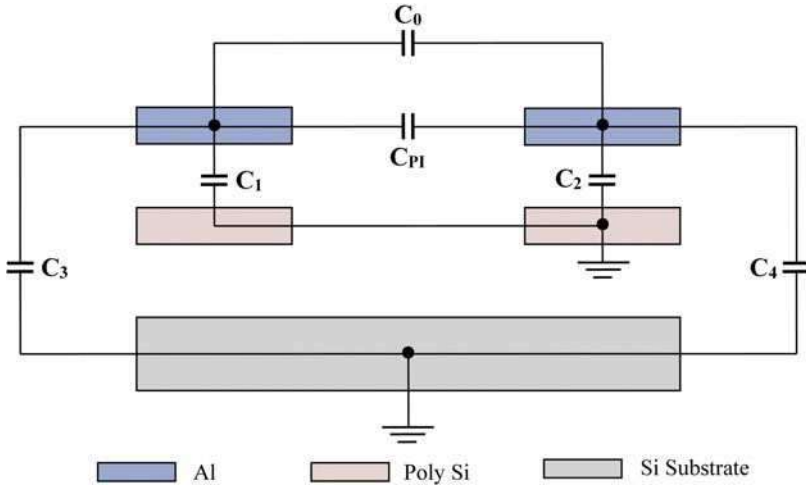 C₀
C_PI
C₁
C₂
C₃
C₄
Al
Poly Si
Si Substrate